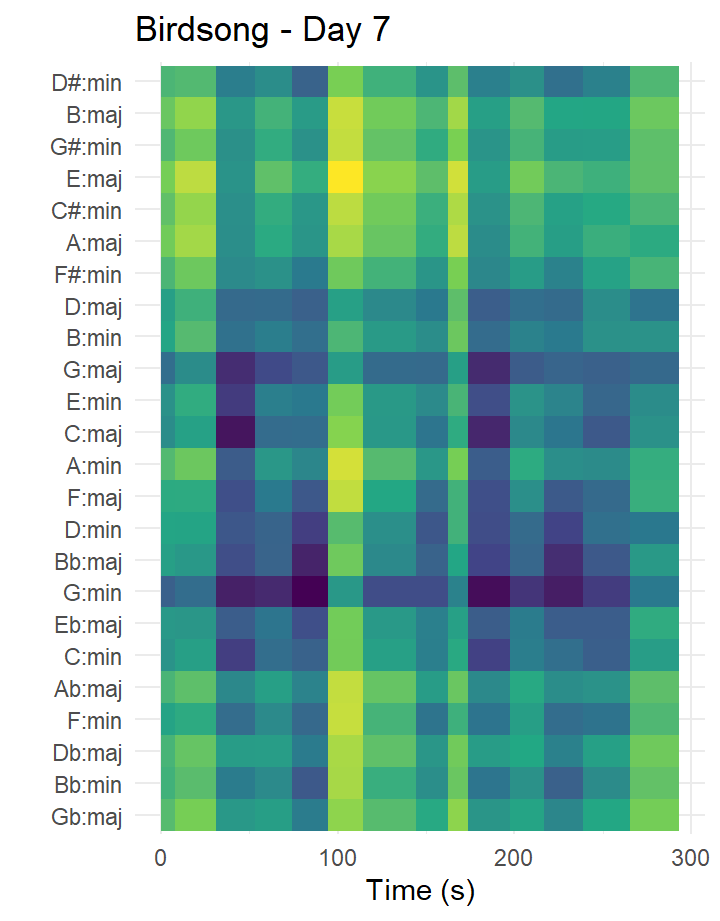 Birdsong - Day 7
D#:min
B:maj
G#:min
E:maj
C#:min
A:maj
F#:min
D:maj
B:min
G:maj
E:min
C:maj
A:min
F:maj
D:min
Bb:maj
G:min
Eb:maj
C:min
Ab:maj
F:min
Db:maj
Bb:min
Gb:maj
0 100 200 300
Time (s)